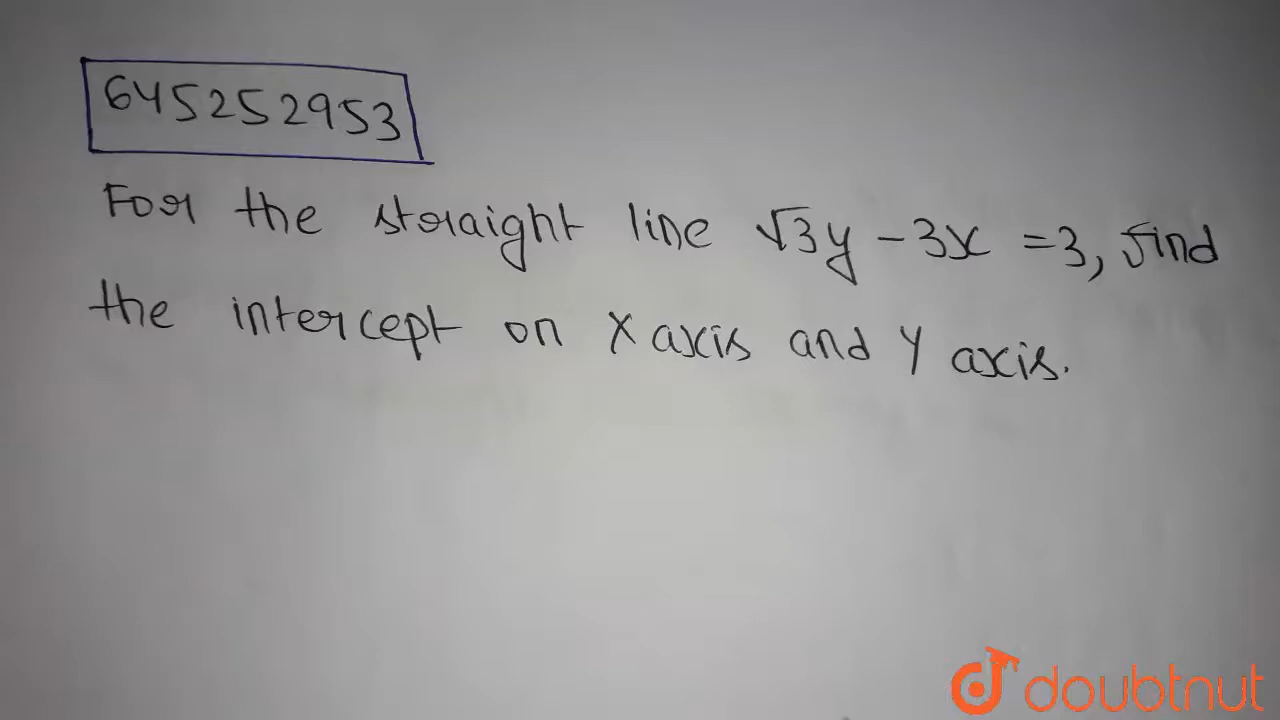 645252953
For the straight line √3y - 3x = 3, find
the intercept on X axis and Y axis.
doubtnut